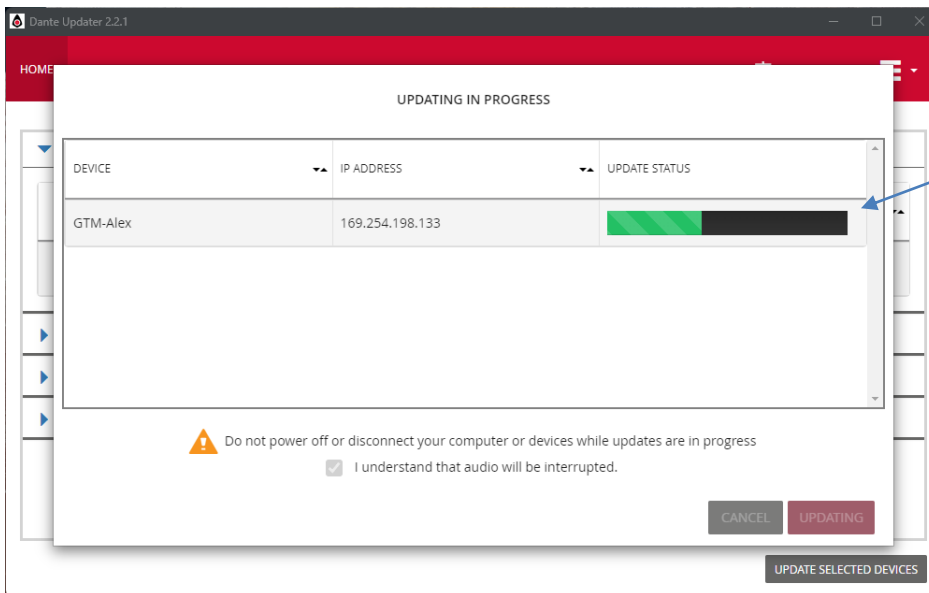 Dante Updater 2.2.1
HOME
UPDATING IN PROGRESS
DEVICE IP ADDRESS UPDATE STATUS
GTM-Alex 169.254.198.133
Do not power off or disconnect your computer or devices while updates are in progress
I understand that audio will be interrupted.
CANCEL UPDATING
UPDATE SELECTED DEVICES